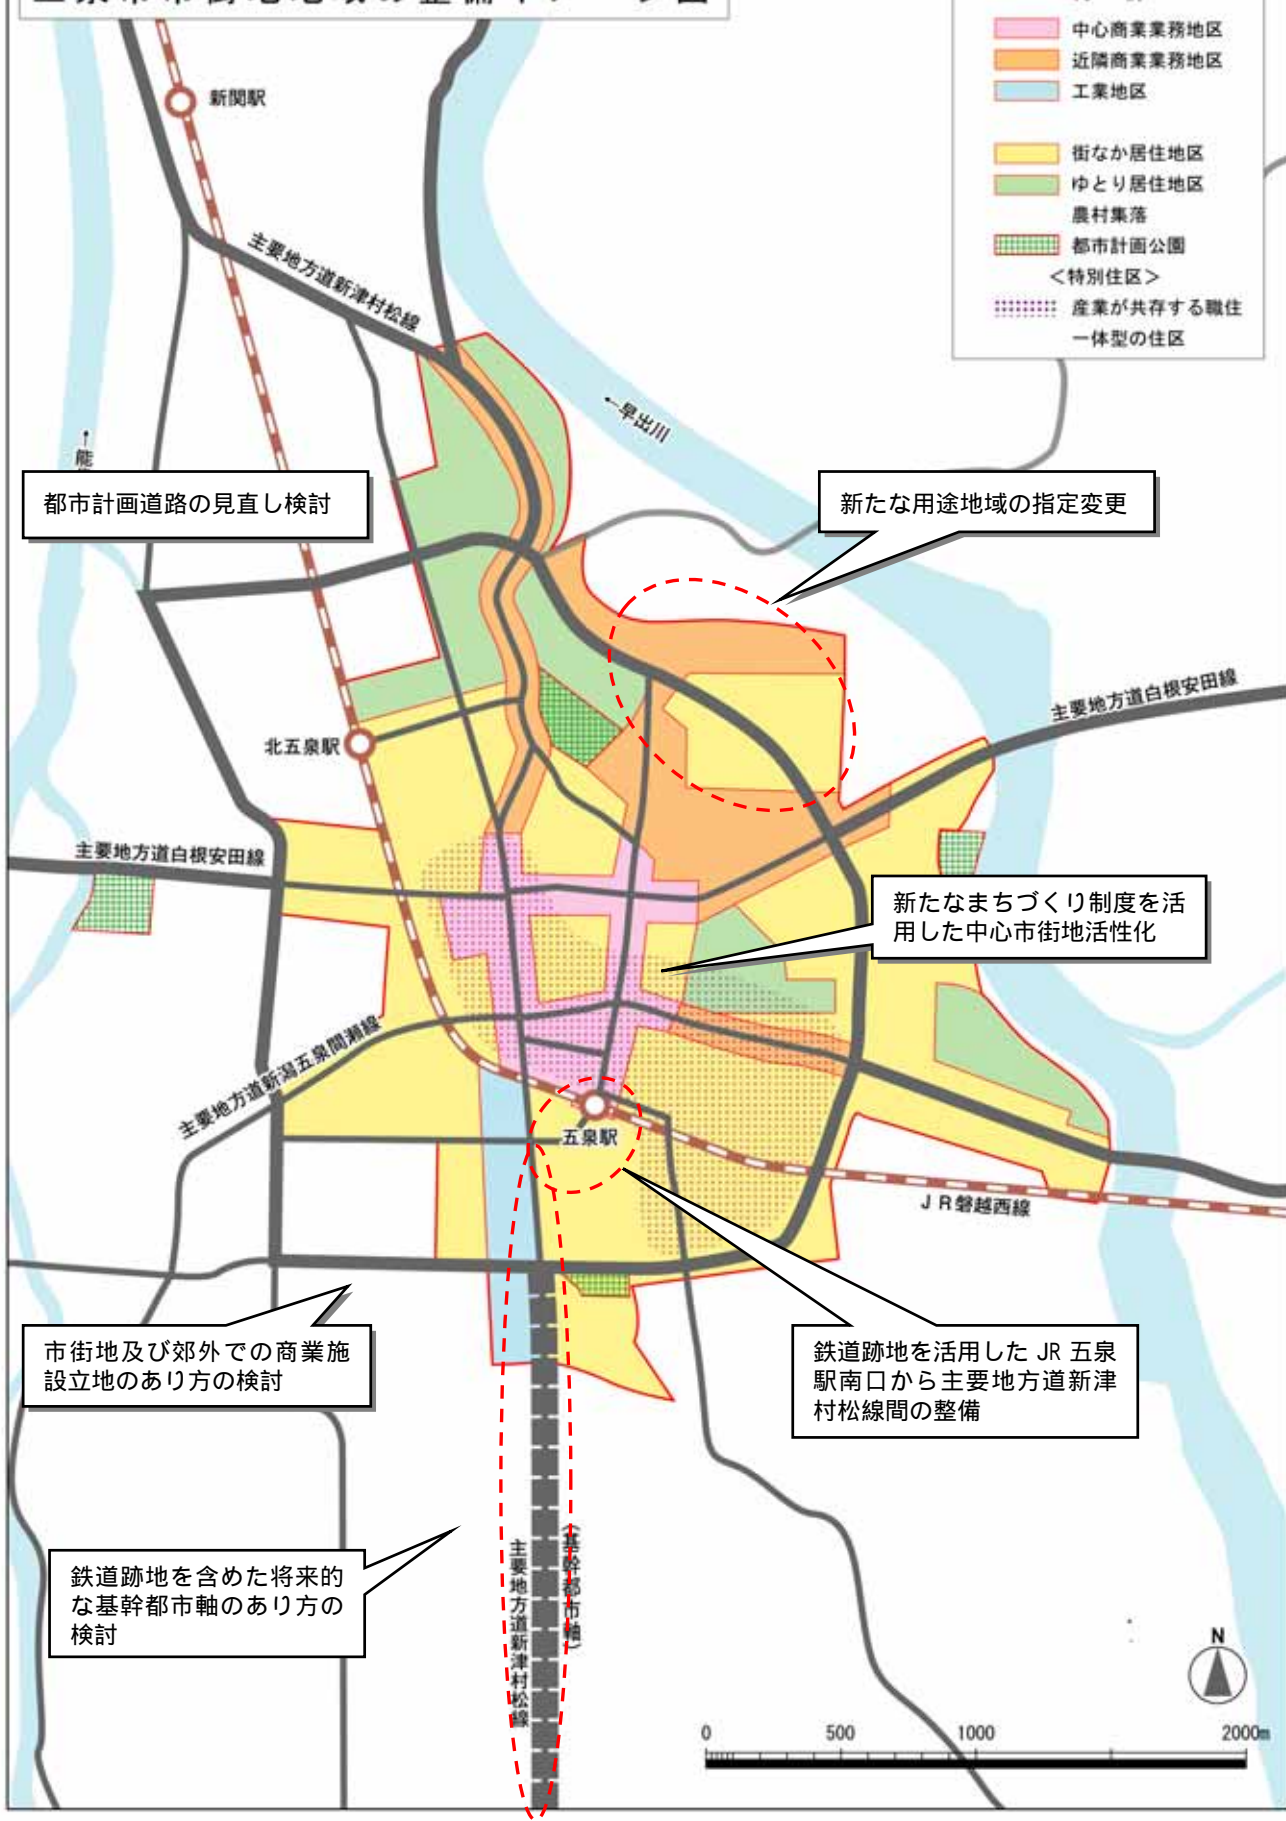 中心商業業務地区
近隣商業業務地区
工業地区
街なか居住地区
ゆとり居住地区
農村集落
都市計画公園
＜特別住区＞
産業が共存する職住
一体型の住区
新関駅
主要地方道新津村松線
←早出川
←能
都市計画道路の見直し検討
新たな用途地域の指定変更
主要地方道白根安田線
北五泉駅
主要地方道白根安田線
新たなまちづくり制度を活
用した中心市街地活性化
主要地方道新潟五泉間瀬線
五泉駅
ＪＲ磐越西線
市街地及び郊外での商業施
設立地のあり方の検討
鉄道跡地を活用した JR 五泉
駅南口から主要地方道新津
村松線間の整備
鉄道跡地を含めた将来的
な基幹都市軸のあり方の
検討
主要地方道新津村松線
（基幹都市軸）
N
0 500 1000 2000m